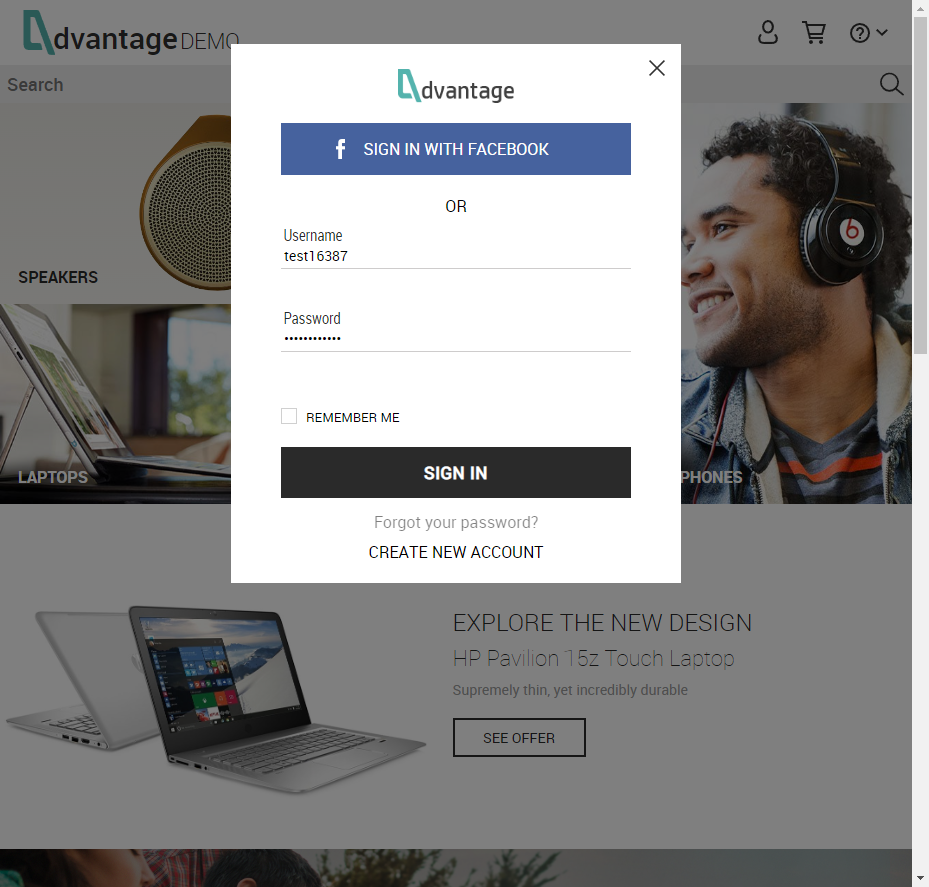 dvantage DEMO
Search
dvantage
SIGN IN WITH FACEBOOK
OR
Username
test16387
Password
••••••••••••
REMEMBER ME
SIGN IN
Forgot your password?
CREATE NEW ACCOUNT
SPEAKERS
LAPTOPS
PHONES
EXPLORE THE NEW DESIGN
HP Pavilion 15z Touch Laptop
Supremely thin, yet incredibly durable
SEE OFFER